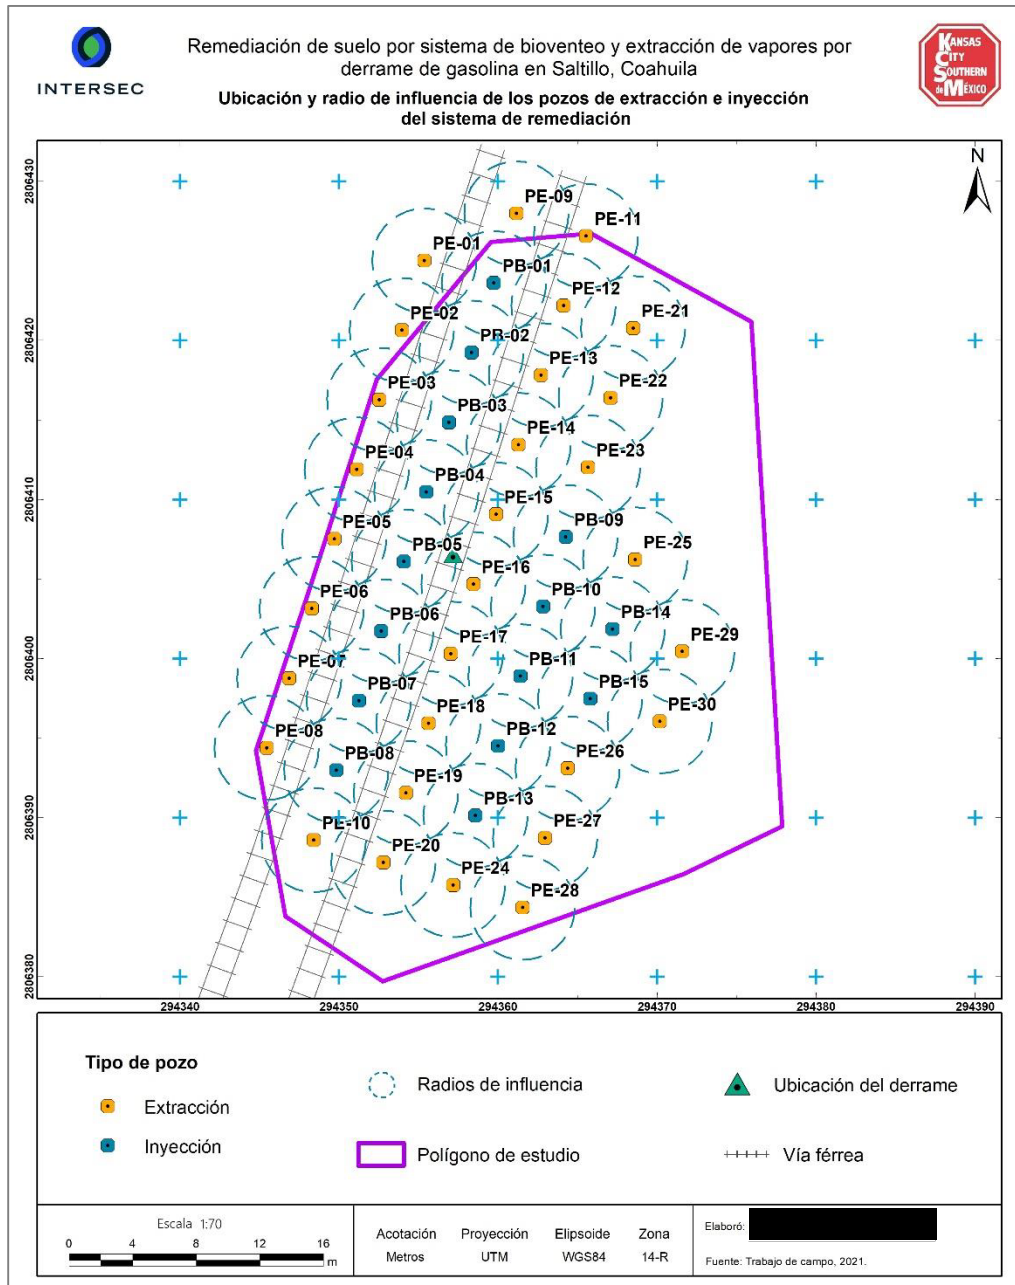 INTERSEC
Remediación de suelo por sistema de bioventeo y extracción de vapores por
derrame de gasolina en Saltillo, Coahuila
Ubicación y radio de influencia de los pozos de extracción e inyección
del sistema de remediación
KANSAS
CITY
SOUTHERN
de MÉXICO
N
2806430
2806420
2806410
2806400
2806390
2806380
PE-09
PE-11
PE-01
PB-01
PE-12
PE-02
PE-21
PB-02
PE-13
PE-03
PE-22
PB-03
PE-14
PE-04
PE-23
PB-04
PE-15
PE-05
PB-09
PB-05
PE-25
PE-16
PE-06
PB-10
PB-06
PB-14
PE-17
PE-29
PE-07
PB-11
PB-07
PB-15
PE-18
PE-30
PE-08
PB-12
PB-08
PE-26
PE-19
PB-13
PE-10
PE-27
PE-20
PE-24
PE-28
294340 294350 294360 294370 294380 294390
Tipo de pozo
Extracción
Inyección
Radios de influencia
Polígono de estudio
Ubicación del derrame
Vía férrea
Escala 1:70
0 4 8 12 16
m
Acotación Proyección Elipsoide Zona
Metros UTM WGS84 14-R
Elaboró:
Fuente: Trabajo de campo, 2021.